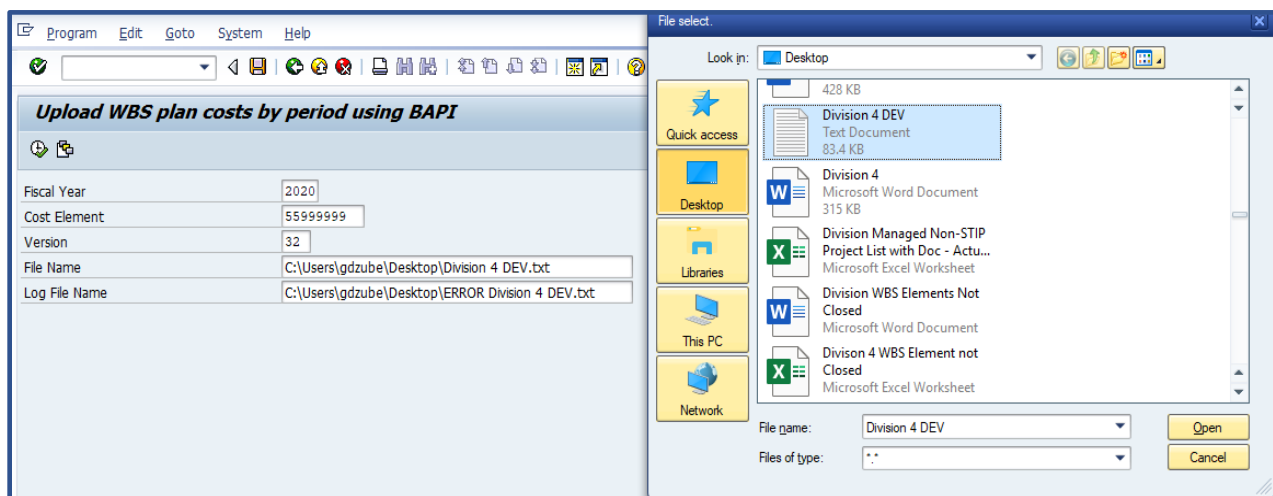 Program Edit Goto System Help
Upload WBS plan costs by period using BAPI
Fiscal Year 2020
Cost Element 55999999
Version 32
File Name C:\Users\gdzube\Desktop\Division 4 DEV.txt
Log File Name C:\Users\gdzube\Desktop\ERROR Division 4 DEV.txt
File select.
Look in: Desktop
Quick access
Desktop
Libraries
This PC
Network
428 KB
Division 4 DEV
Text Document
83.4 KB
Division 4
Microsoft Word Document
315 KB
Division Managed Non-STIP
Project List with Doc - Actu...
Microsoft Excel Worksheet
Division WBS Elements Not
Closed
Microsoft Word Document
Divison 4 WBS Element not
Closed
Microsoft Excel Worksheet
File name: Division 4 DEV Open
Files of type: *.* Cancel